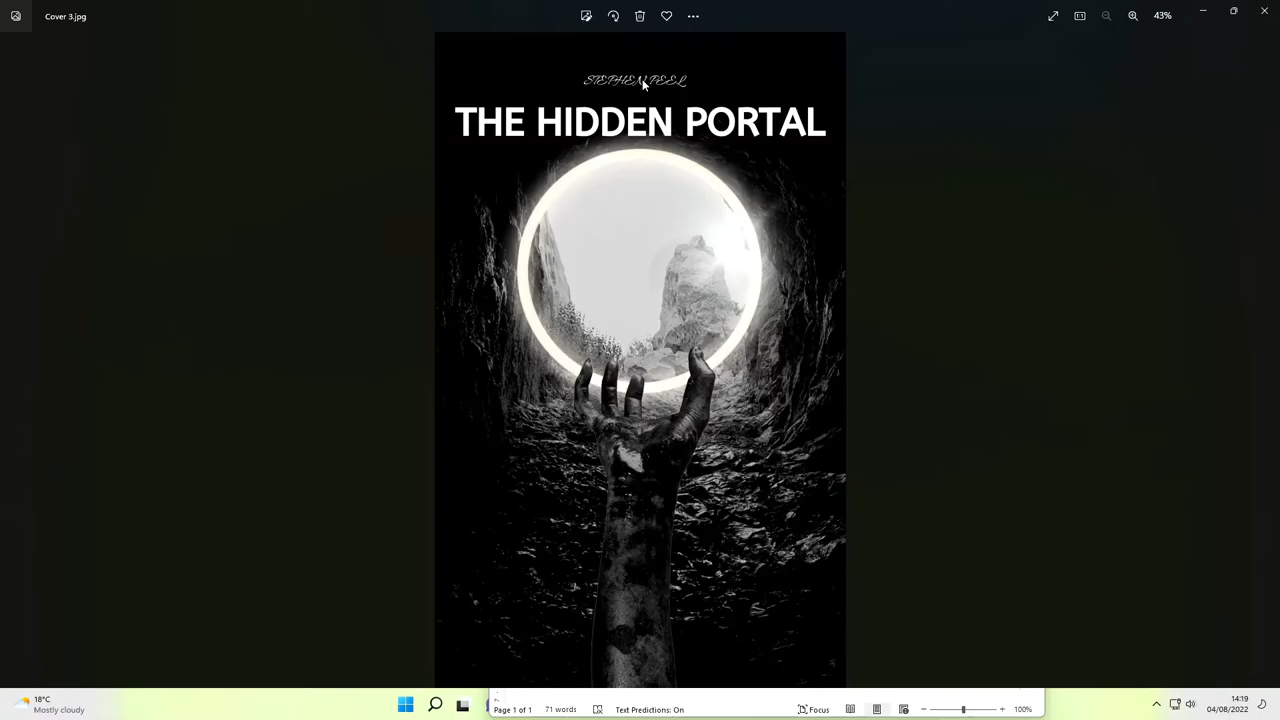 Cover 3.jpg
43%
STEPHEN PEEL
THE HIDDEN PORTAL
18°C
Mostly cloudy
Page 1 of 1
71 words
Text Predictions: On
Focus
100%
14:19
04/08/2022